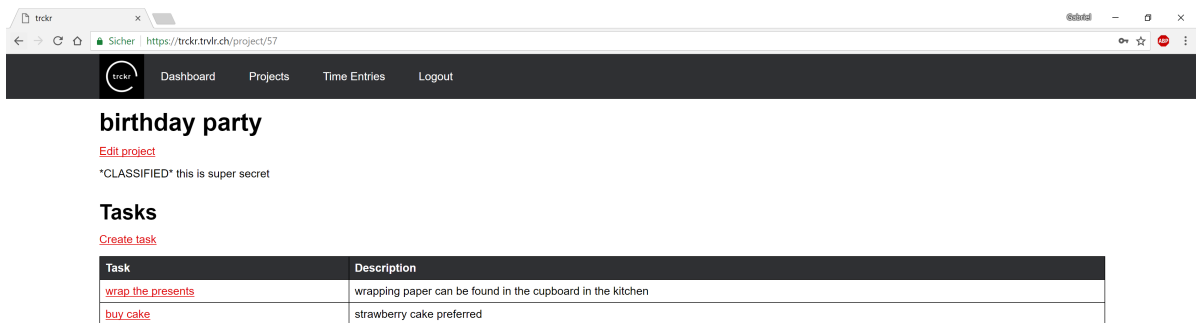 trckr
Gabriel
Sicher https://trckr.trvlr.ch/project/57
ABP
trckr Dashboard Projects Time Entries Logout
birthday party
Edit project
*CLASSIFIED* this is super secret
Tasks
Create task
Task Description
wrap the presents wrapping paper can be found in the cupboard in the kitchen
buy cake strawberry cake preferred